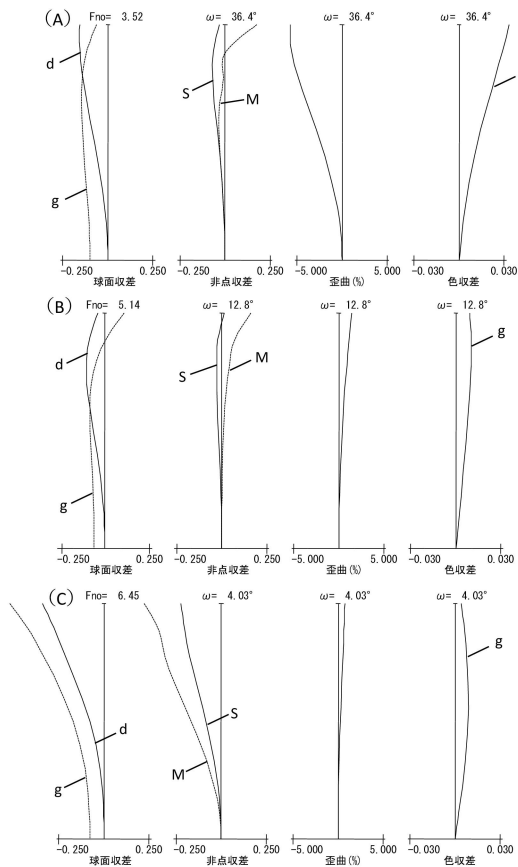 (A) Fno= 3.52 ω= 36.4° ω= 36.4° ω= 36.4°
d
S
M
g
-0.250 0.250 -0.250 0.250 -5.000 5.000 -0.030 0.030
球面収差 非点収差 歪曲(%) 色収差
(B) Fno= 5.14 ω= 12.8° ω= 12.8° ω= 12.8°
g
d
M
S
g
-0.250 0.250 -0.250 0.250 -5.000 5.000 -0.030 0.030
球面収差 非点収差 歪曲(%) 色収差
(C) Fno= 6.45 ω= 4.03° ω= 4.03° ω= 4.03°
g
S
d
M
g
-0.250 0.250 -0.250 0.250 -5.000 5.000 -0.030 0.030
球面収差 非点収差 歪曲(%) 色収差